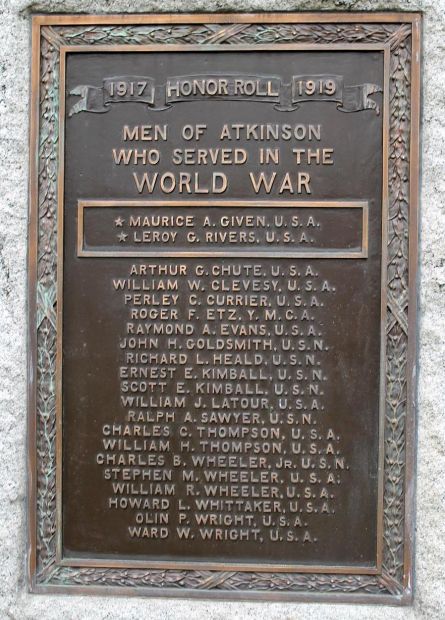 1917 HONOR ROLL 1919
MEN OF ATKINSON
WHO SERVED IN THE
WORLD WAR
★ MAURICE A. GIVEN, U.S.A.
★ LEROY G. RIVERS, U.S.A.
ARTHUR G. CHUTE, U.S.A.
WILLIAM W. CLEVESY, U.S.A.
PERLEY C. CURRIER, U.S.A.
ROGER F. ETZ, Y.M.C.A.
RAYMOND A. EVANS, U.S.A.
JOHN H. GOLDSMITH, U.S.N.
RICHARD L. HEALD, U.S.N.
ERNEST E. KIMBALL, U.S.N.
SCOTT E. KIMBALL, U.S.N.
WILLIAM J. LATOUR, U.S.A.
RALPH A. SAWYER, U.S.N.
CHARLES C. THOMPSON, U.S.A.
WILLIAM H. THOMPSON, U.S.A.
CHARLES B. WHEELER, JR. U.S.N.
STEPHEN M. WHEELER, U.S.A.
WILLIAM R. WHEELER, U.S.A.
HOWARD L. WHITTAKER, U.S.A.
OLIN P. WRIGHT, U.S.A.
WARD W. WRIGHT, U.S.A.